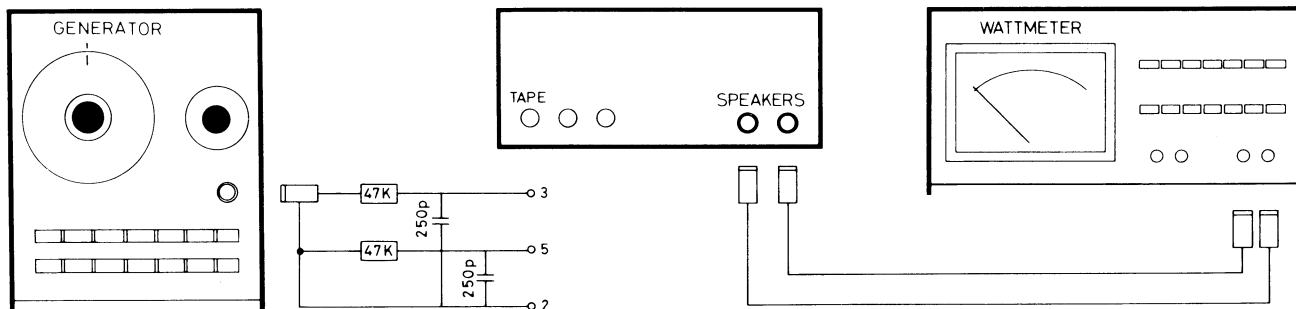 GENERATOR
WATTMETER
TAPE
SPEAKERS
47K
3
250p
47K
5
250p
2